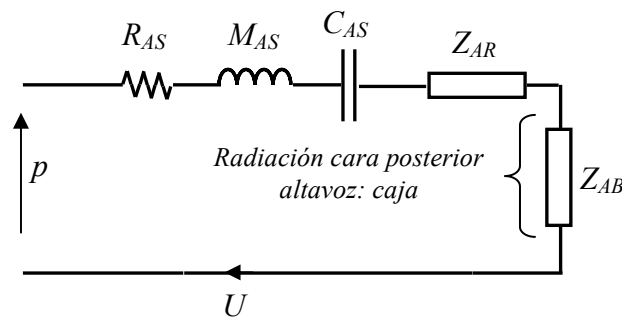 R_AS
M_AS
C_AS
Z_AR
p
Radiación cara posterior
altavoz: caja
Z_AB
U